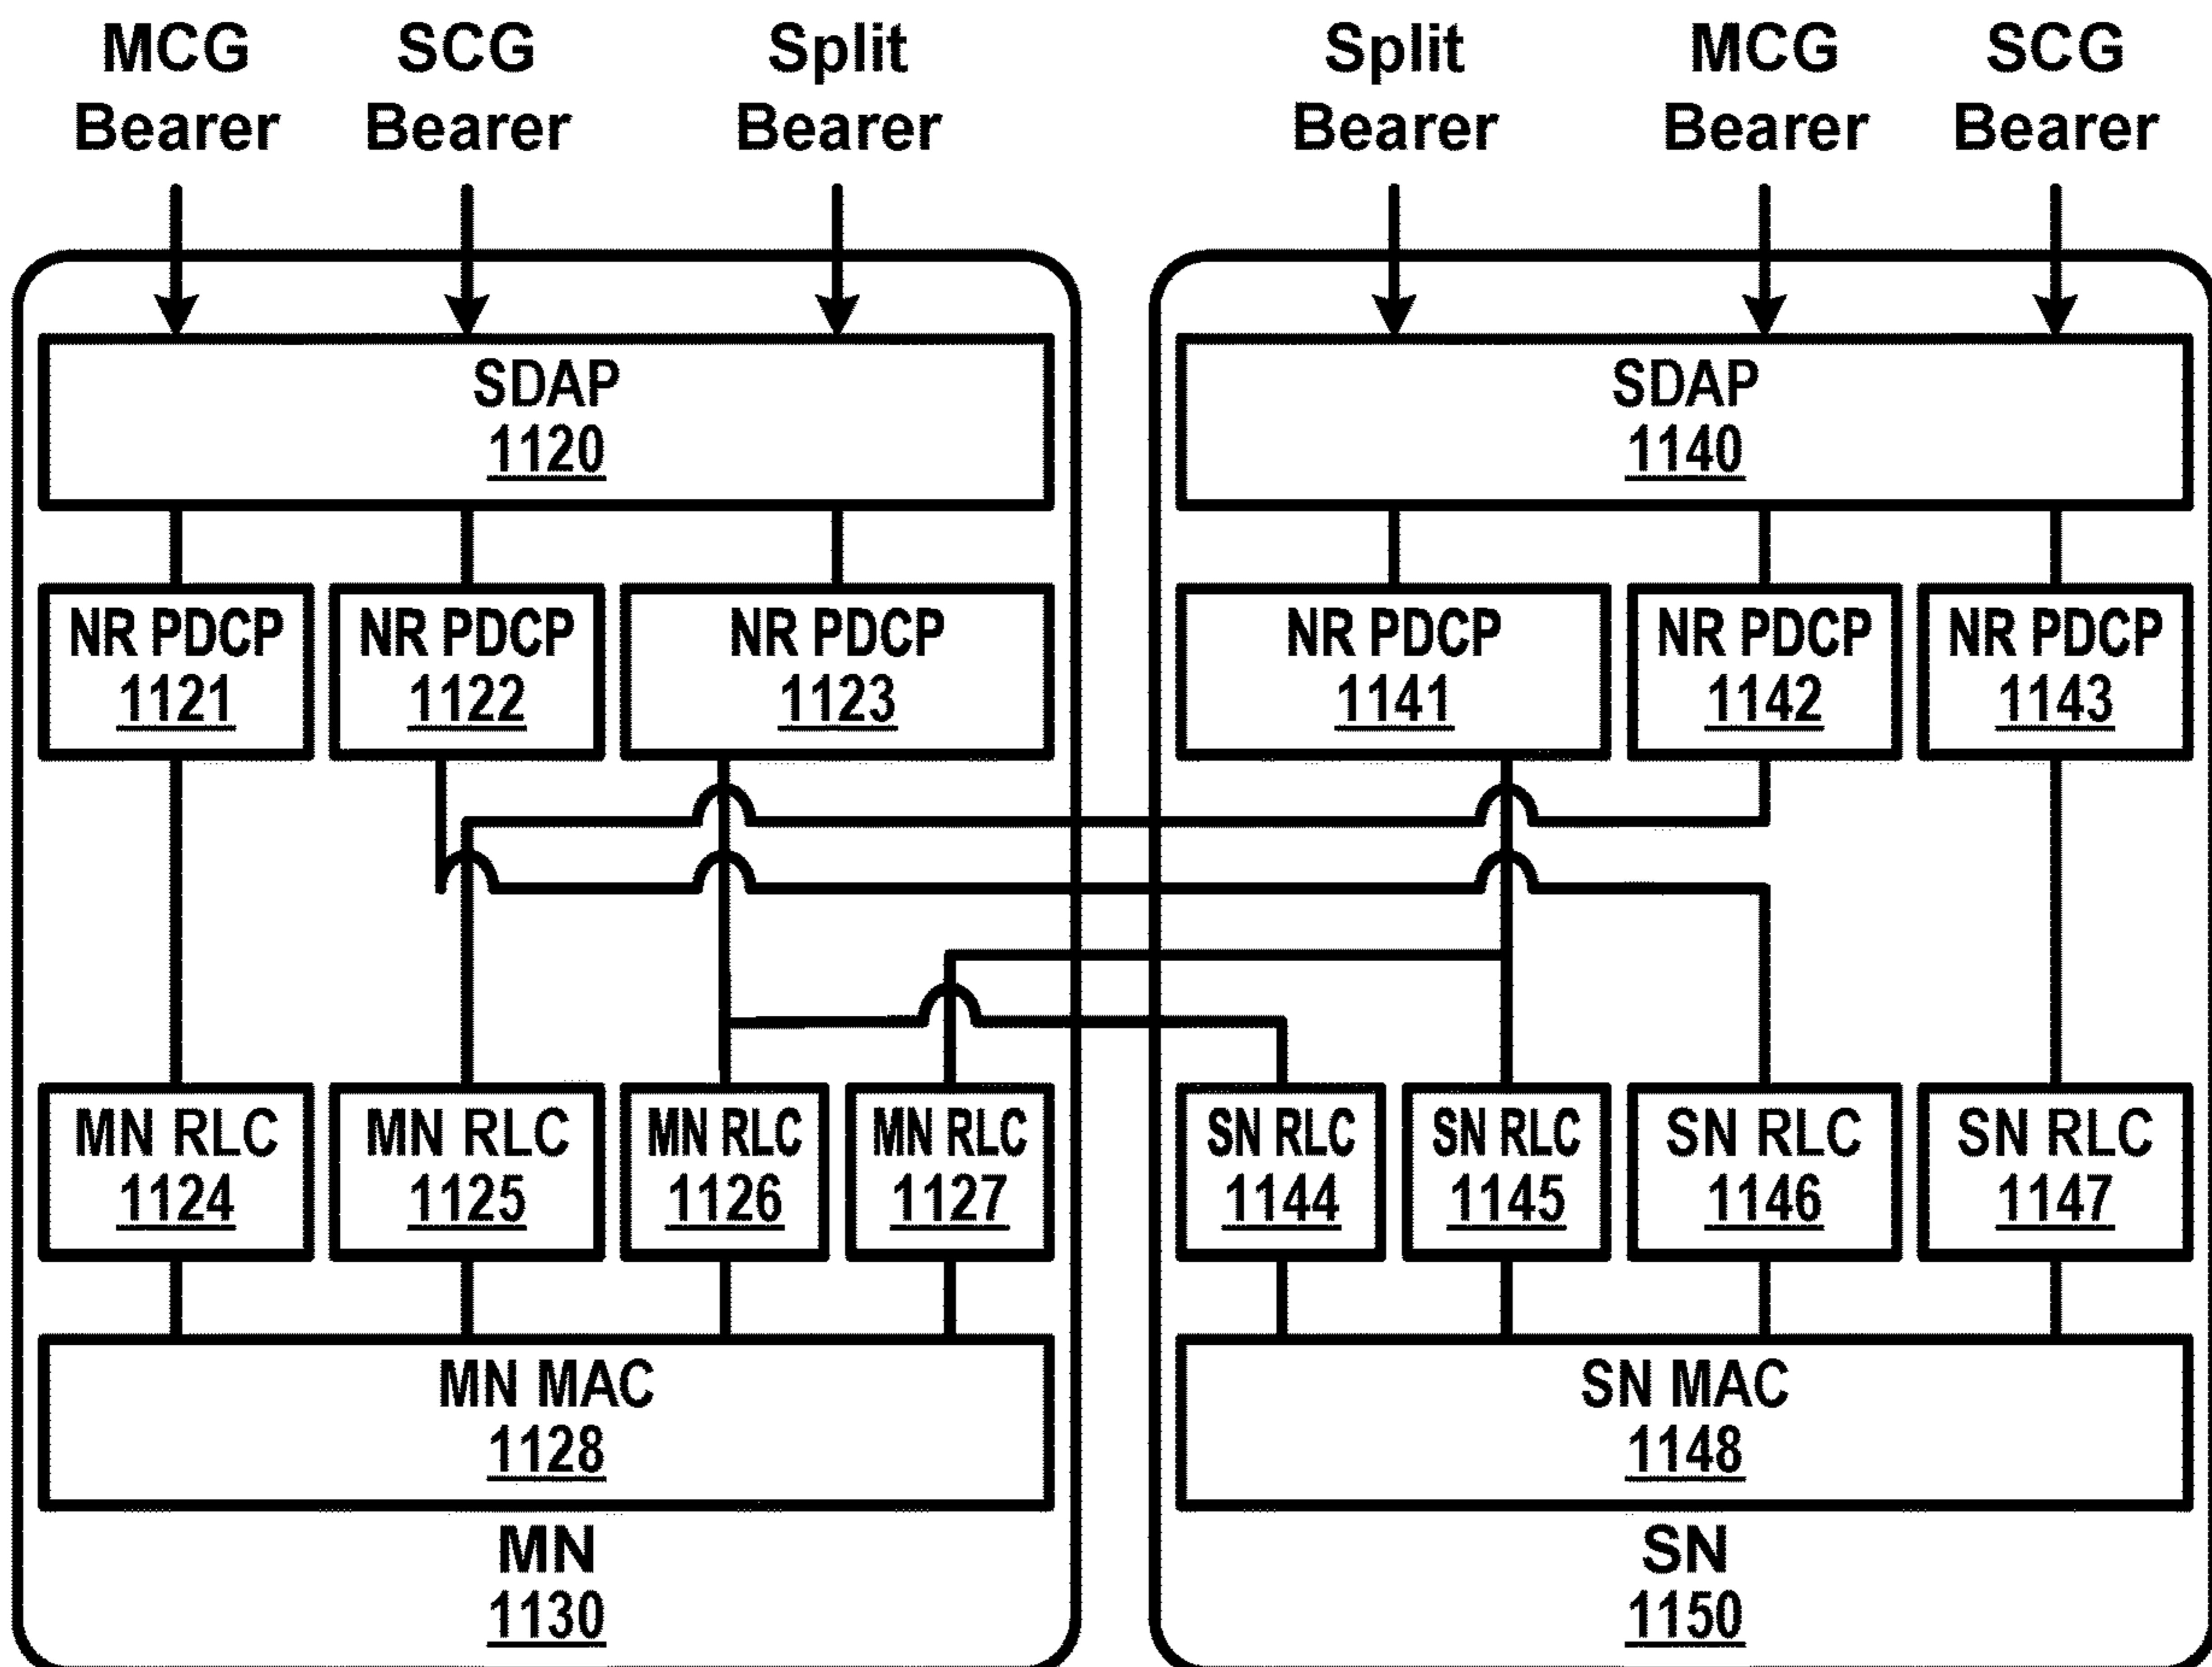 MCG Bearer
SCG Bearer
Split Bearer
Split Bearer
MCG Bearer
SCG Bearer
SDAP
1120
SDAP
1140
NR PDCP
1121
NR PDCP
1122
NR PDCP
1123
NR PDCP
1141
NR PDCP
1142
NR PDCP
1143
MN RLC
1124
MN RLC
1125
MN RLC
1126
MN RLC
1127
SN RLC
1144
SN RLC
1145
SN RLC
1146
SN RLC
1147
MN MAC
1128
SN MAC
1148
MN
1130
SN
1150